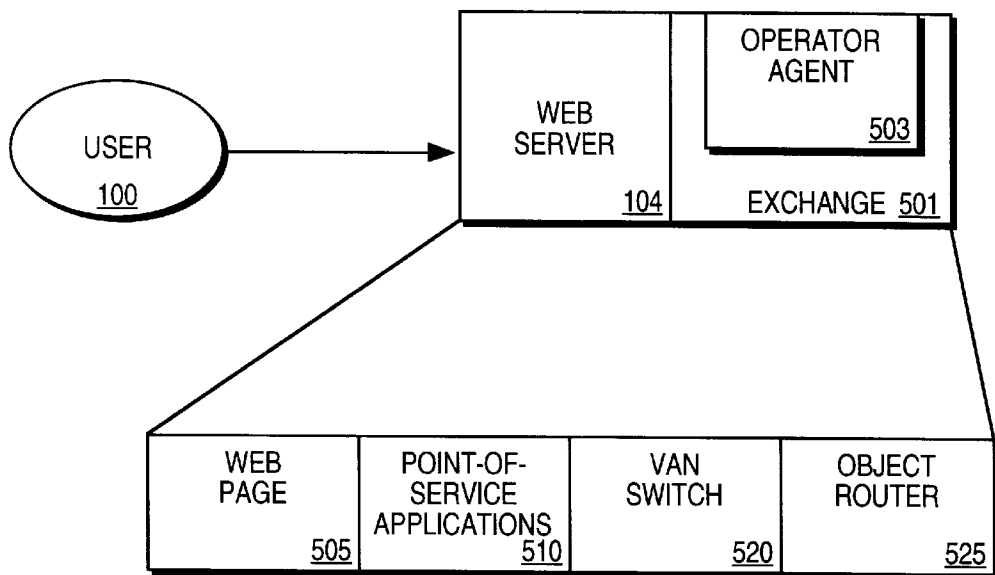 USER
100
WEB
SERVER
104
OPERATOR
AGENT
503
EXCHANGE 501
WEB
PAGE
505
POINT-OF-
SERVICE
APPLICATIONS
510
VAN
SWITCH
520
OBJECT
ROUTER
525